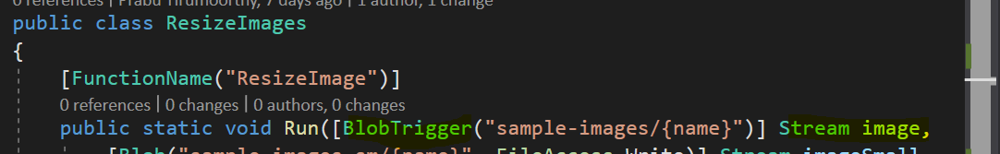 0 references | Prabu Tirumoorthy, 7 days ago | 1 author, 1 change
public class ResizeImages
{
[FunctionName("ResizeImage")]
0 references | 0 changes | 0 authors, 0 changes
public static void Run([BlobTrigger("sample-images/{name}")] Stream image,
[Blob("sample-images-sm/{name}", FileAccess.Write)] Stream imageSmall,